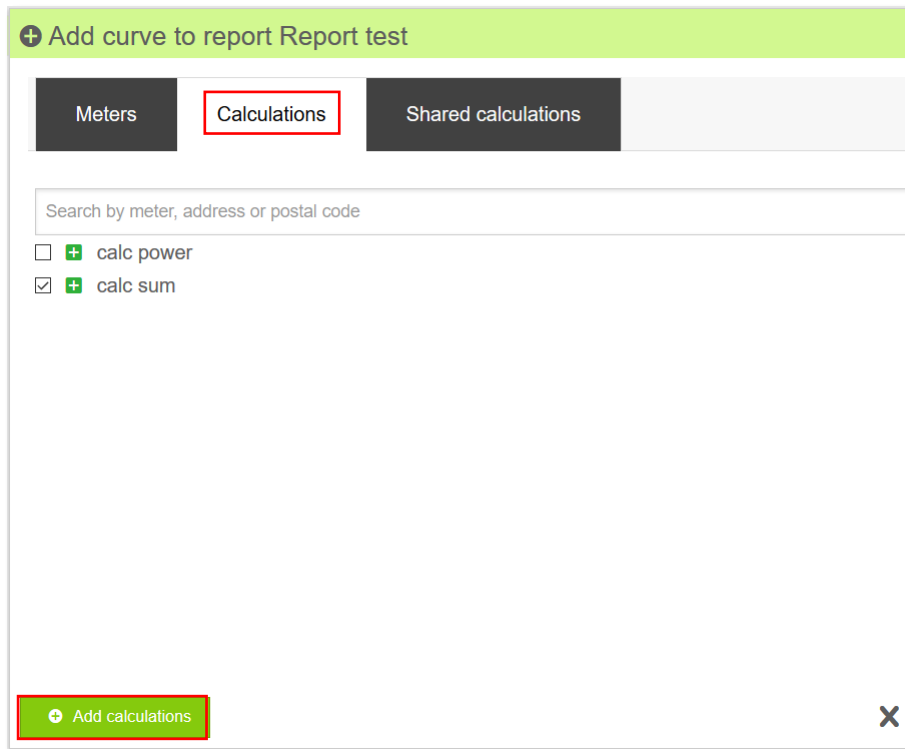 Add curve to report Report test
Meters Calculations Shared calculations
Search by meter, address or postal code
calc power
calc sum
Add calculations